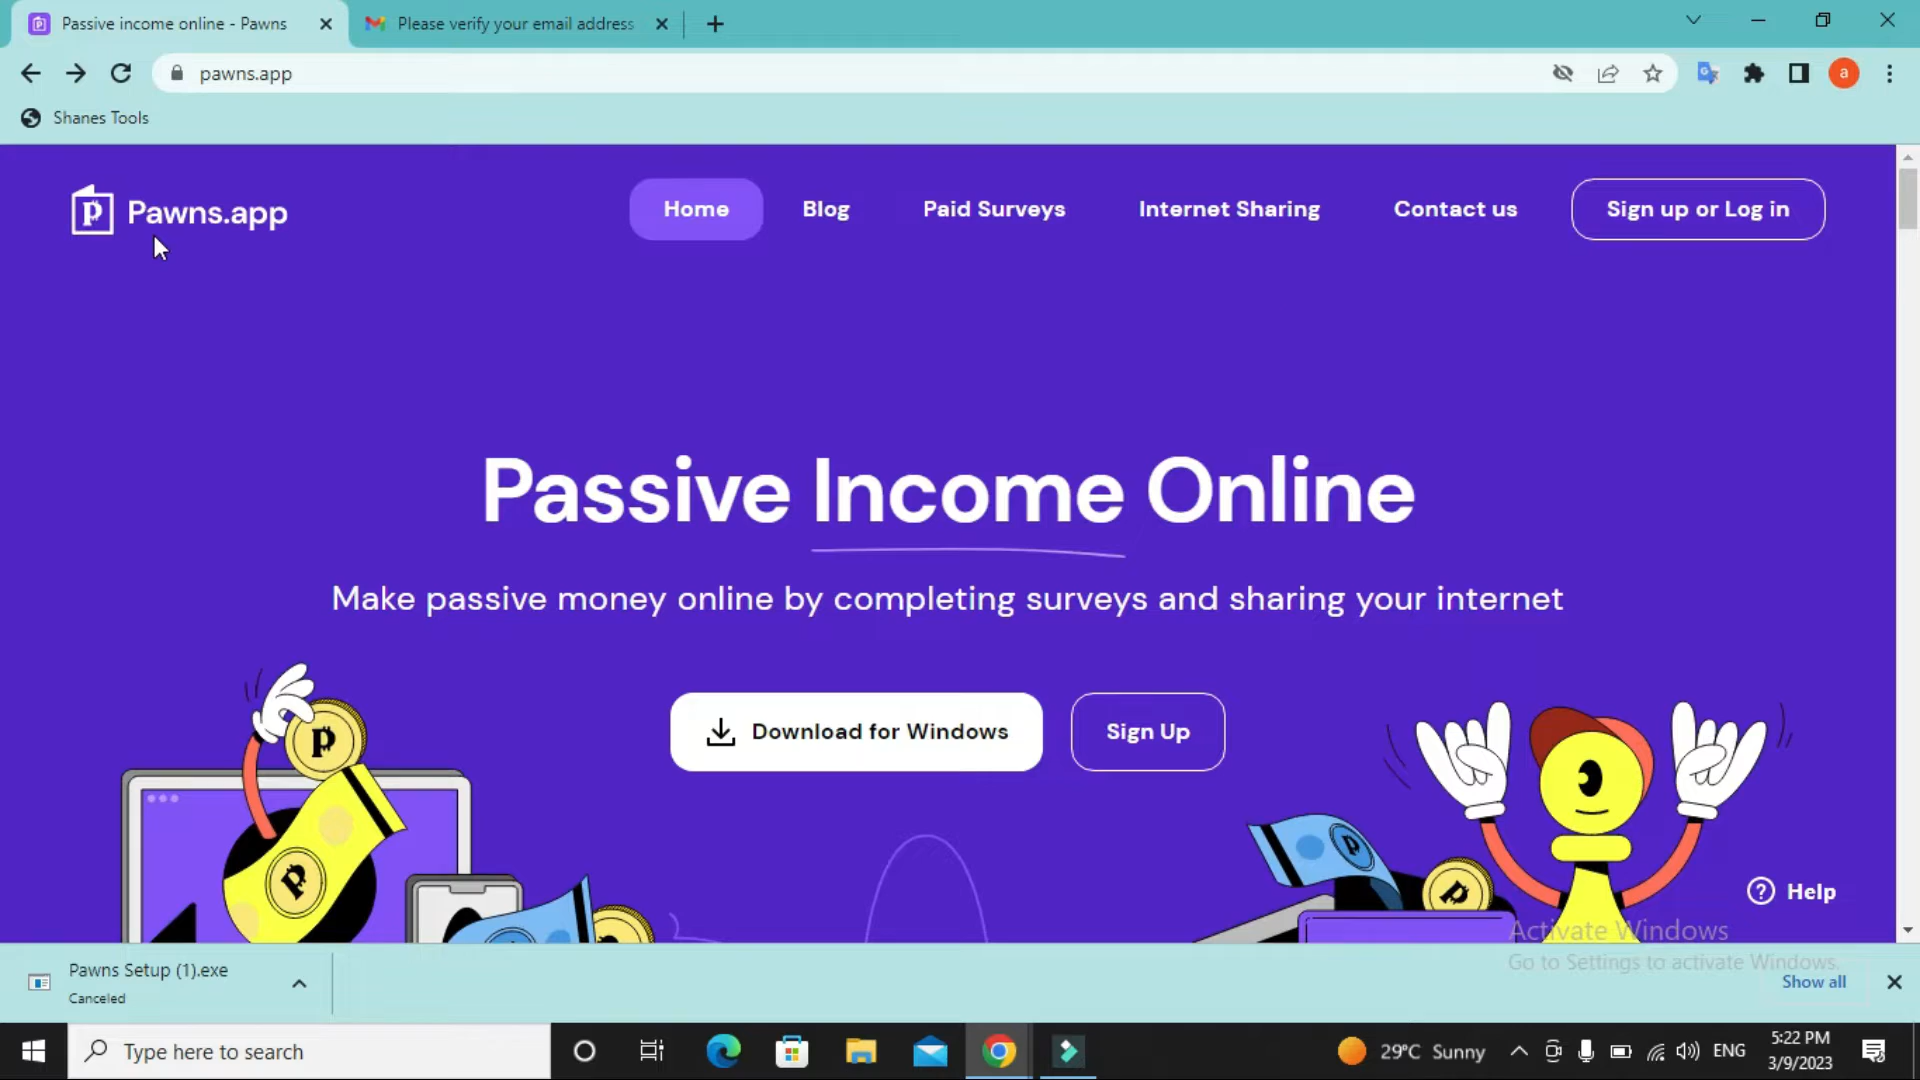 Passive income online - Pawns
Please verify your email address
pawns.app
a
Shanes Tools
Pawns.app
Home
Blog
Paid Surveys
Internet Sharing
Contact us
Sign up or Log in
Passive Income Online
Make passive money online by completing surveys and sharing your internet
Download for Windows
Sign Up
Help
Activate Windows
Go to Settings to activate Windows.
Pawns Setup (1).exe
Canceled
Show all
Type here to search
29°C Sunny
ENG
5:22 PM
3/9/2023